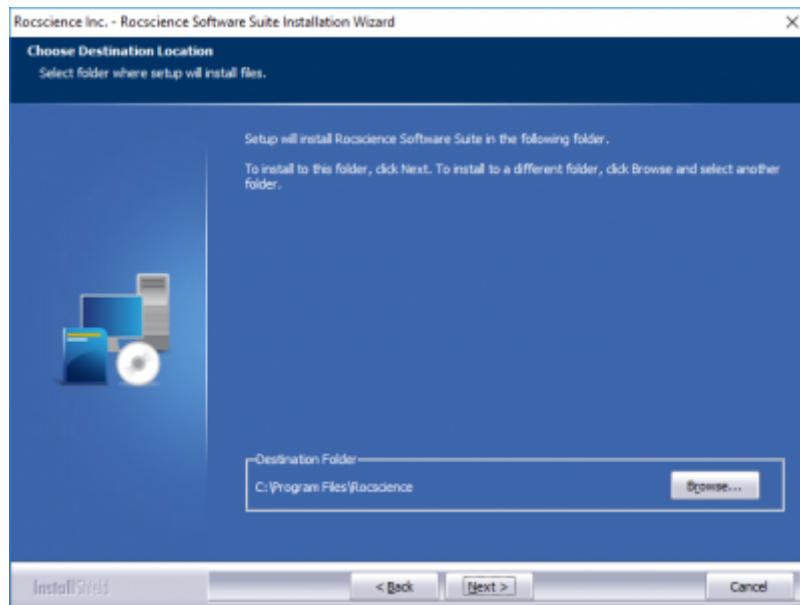 Rocscience Inc. - Rocscience Software Suite Installation Wizard
Choose Destination Location
Select folder where setup will install files.
Setup will install Rocscience Software Suite in the following folder.
To install to this folder, click Next. To install to a different folder, click Browse and select another
folder.
Destination Folder
C:\Program Files\Rocscience
Browse...
InstallShield
< Back
Next >
Cancel